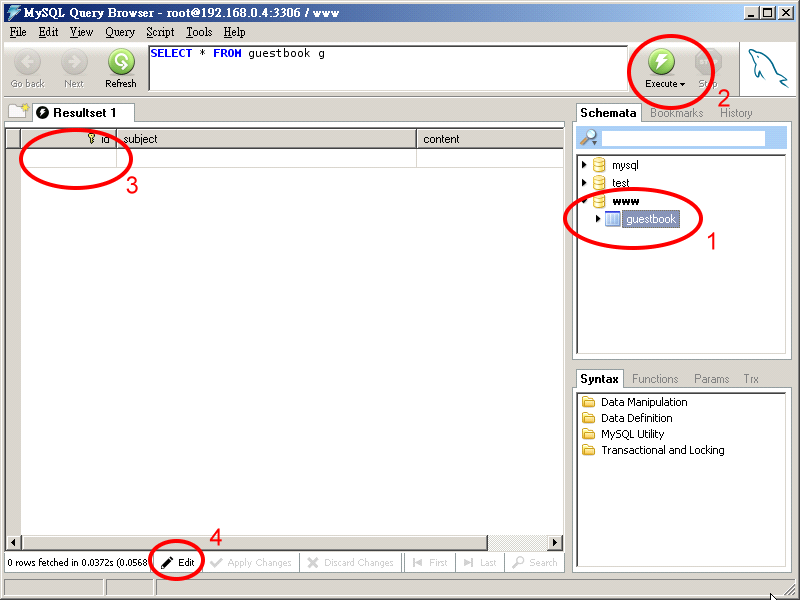 MySQL Query Browser - root@192.168.0.4:3306 / www
File Edit View Query Script Tools Help
SELECT * FROM guestbook g
Go back Next Refresh Execute Stop
2
Resultset 1
Schemata Bookmarks History
id subject content
3
mysql
test
www
guestbook
1
Syntax Functions Params Trx
Data Manipulation
Data Definition
MySQL Utility
Transactional and Locking
4
0 rows fetched in 0.0372s (0.0568 Edit Apply Changes Discard Changes First Last Search